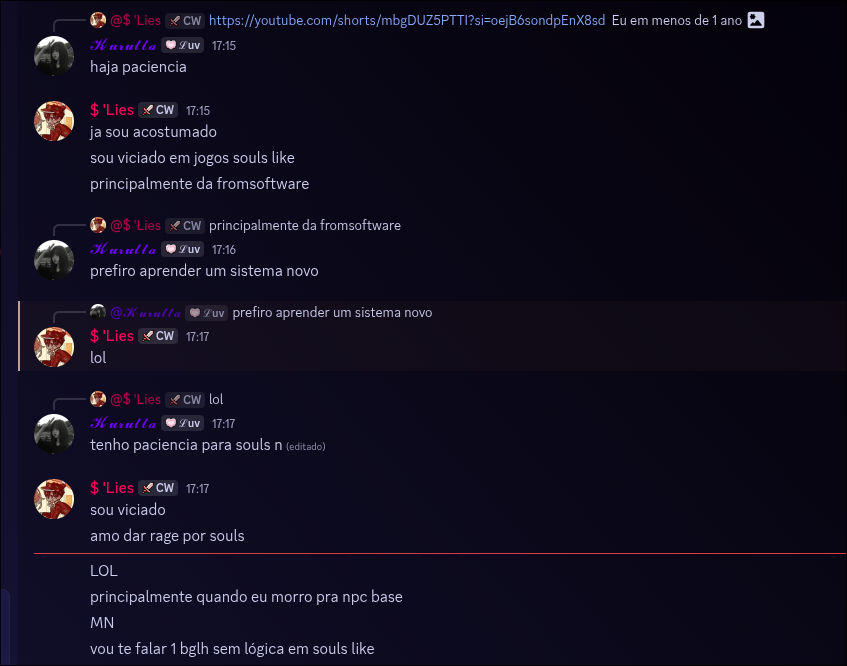 @$ 'Lies CW https://youtube.com/shorts/mbgDUZ5PTTI?si=oejB6sondpEnX8sd Eu em menos de 1 ano
𝓚𝓾𝓻𝓾𝓽𝓽𝓪 ℒuv 17:15
haja paciencia
$ 'Lies CW 17:15
ja sou acostumado
sou viciado em jogos souls like
principalmente da fromsoftware
@$ 'Lies CW principalmente da fromsoftware
𝓚𝓾𝓻𝓾𝓽𝓽𝓪 ℒuv 17:16
prefiro aprender um sistema novo
@𝓚𝓾𝓻𝓾𝓽𝓽𝓪 ℒuv prefiro aprender um sistema novo
$ 'Lies CW 17:17
lol
@$ 'Lies CW lol
𝓚𝓾𝓻𝓾𝓽𝓽𝓪 ℒuv 17:17
tenho paciencia para souls n (editado)
$ 'Lies CW 17:17
sou viciado
amo dar rage por souls
LOL
principalmente quando eu morro pra npc base
MN
vou te falar 1 bglh sem lógica em souls like